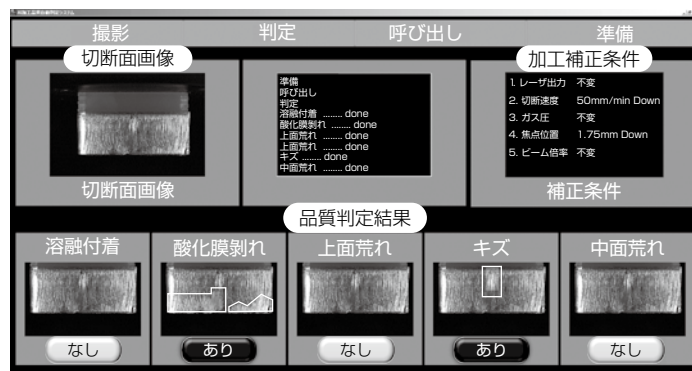 撮影 判定 呼び出し 準備
切断面画像
加工補正条件
準備
呼び出し
判定
溶融付着 ........ done
酸化膜剝れ ........ done
上面荒れ ........ done
上面荒れ ........ done
キズ ........ done
中面荒れ ........ done
1. レーザ出力 不変
2. 切断速度 50mm/min Down
3. ガス圧 不変
4. 焦点位置 1.75mm Down
5. ビーム倍率 不変
切断面画像
補正条件
品質判定結果
溶融付着 酸化膜剝れ 上面荒れ キズ 中面荒れ
なし あり なし あり なし